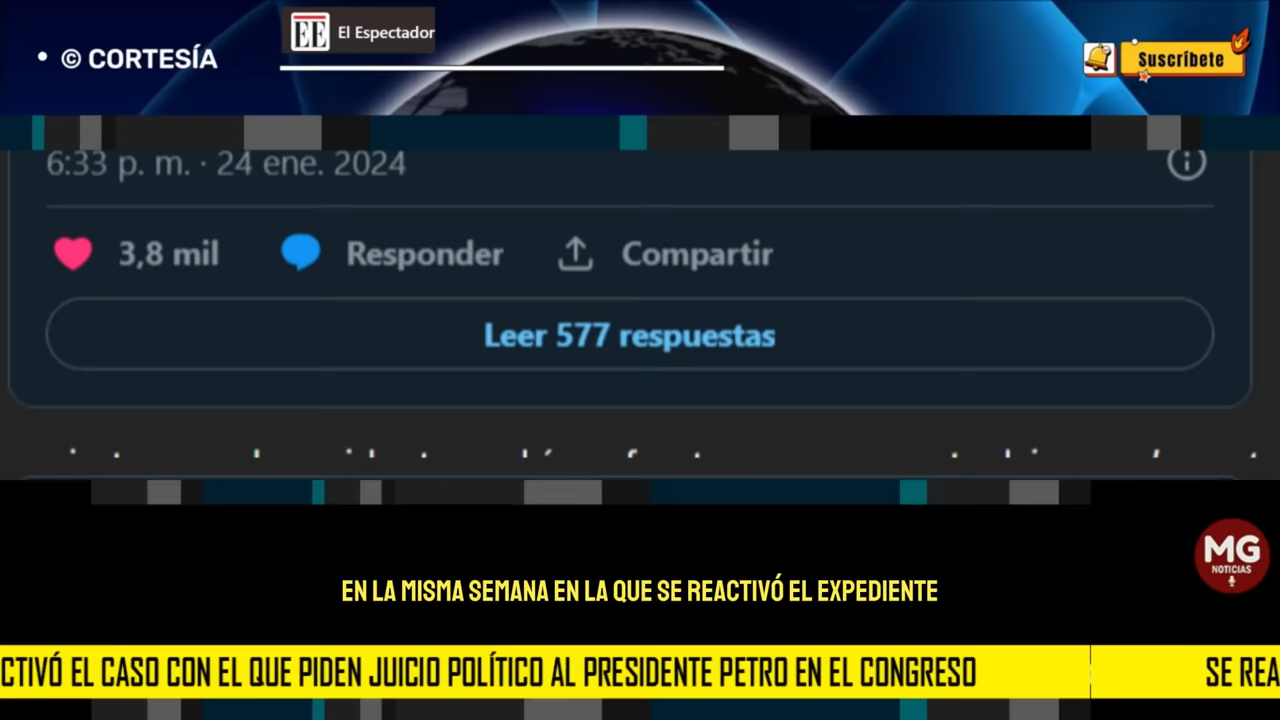 EE El Espectador
• © CORTESÍA
Suscríbete
6:33 p. m. · 24 ene. 2024
3,8 mil Responder Compartir
Leer 577 respuestas
MG
NOTICIAS
EN LA MISMA SEMANA EN LA QUE SE REACTIVÓ EL EXPEDIENTE
CTIVÓ EL CASO CON EL QUE PIDEN JUICIO POLÍTICO AL PRESIDENTE PETRO EN EL CONGRESO SE REA